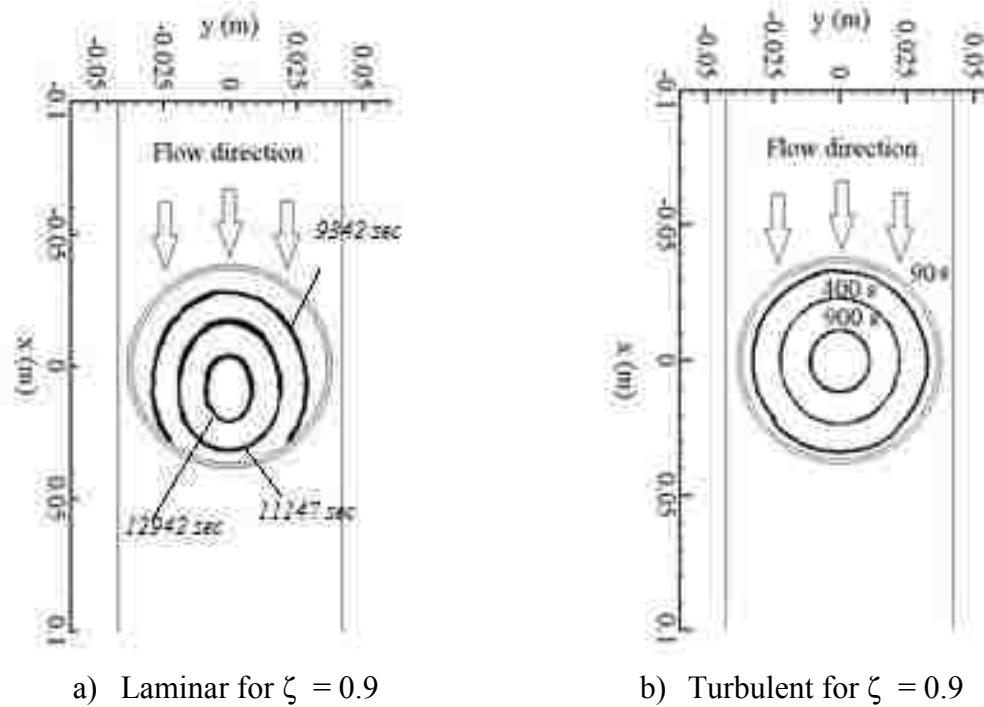 y (m)
-0.05 -0.025 0 0.025 0.05
-0.1
Flow direction
-0.05
9342 sec
x (m)
0
0.05
12942 sec
11147 sec
0.1
a) Laminar for ζ = 0.9
y (m)
-0.05 -0.025 0 0.025 0.05
-0.1
Flow direction
-0.05
90 s
400 s
900 s
x (m)
0
0.05
0.1
b) Turbulent for ζ = 0.9